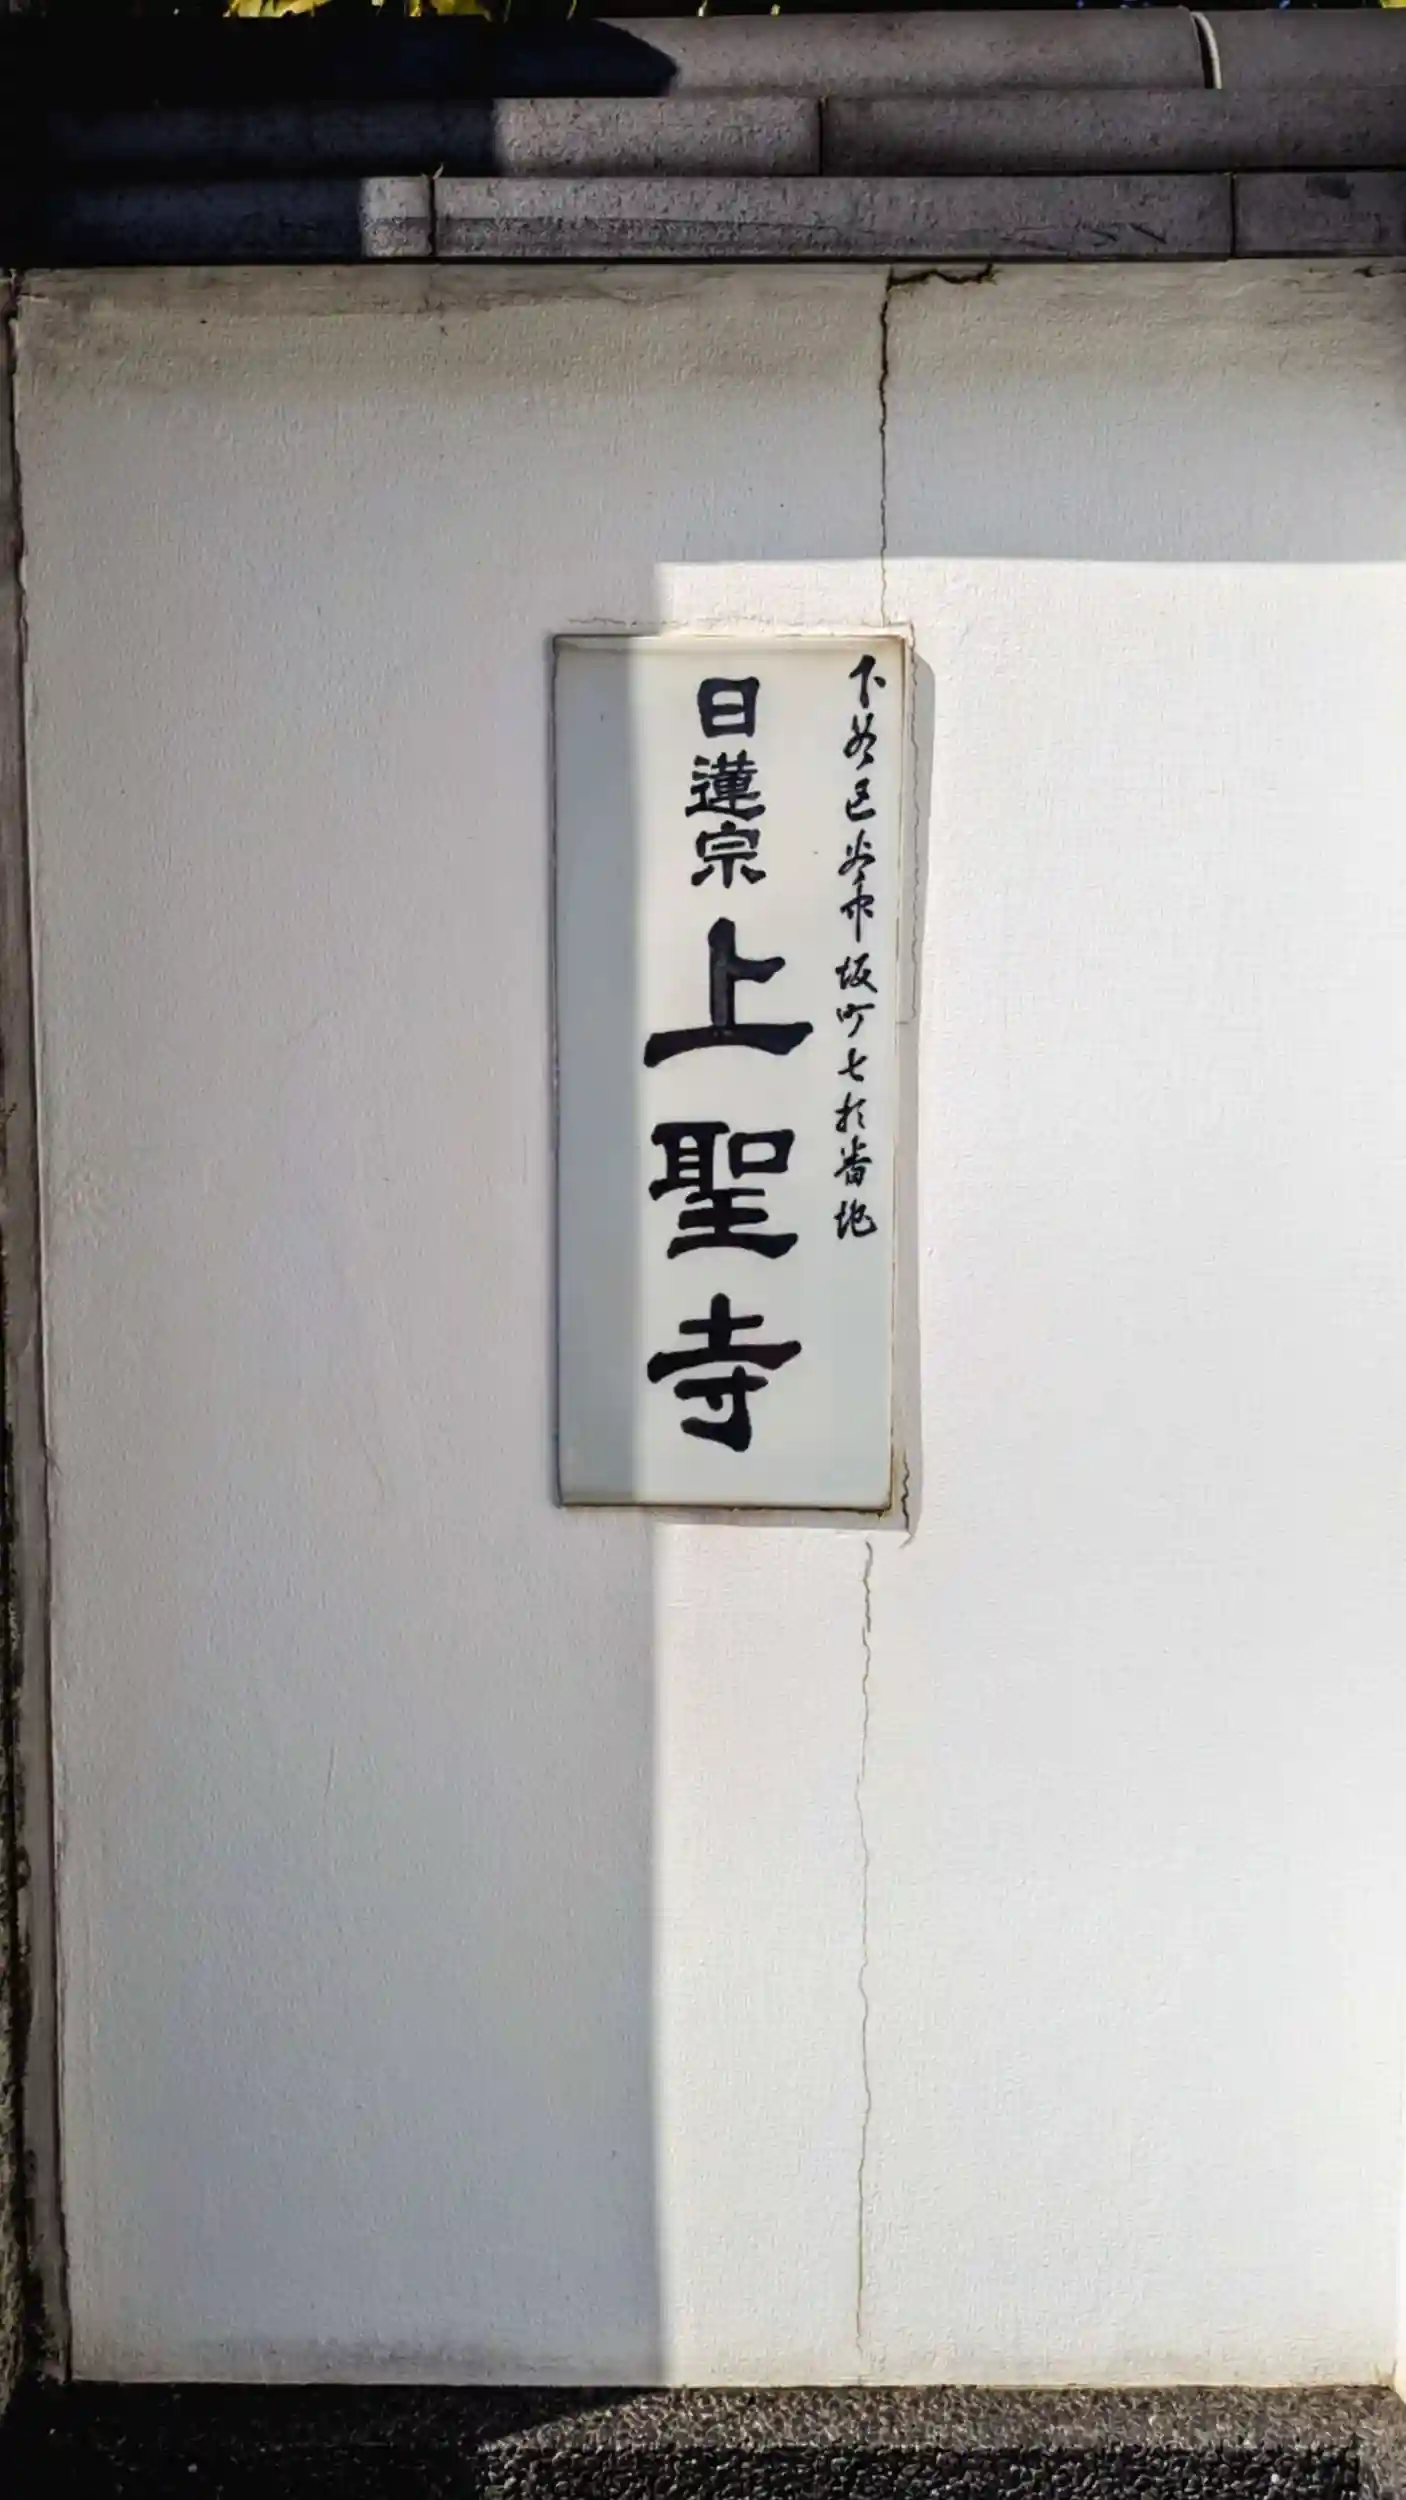 下谷区谷中坂町七拾番地
日蓮宗 上聖寺